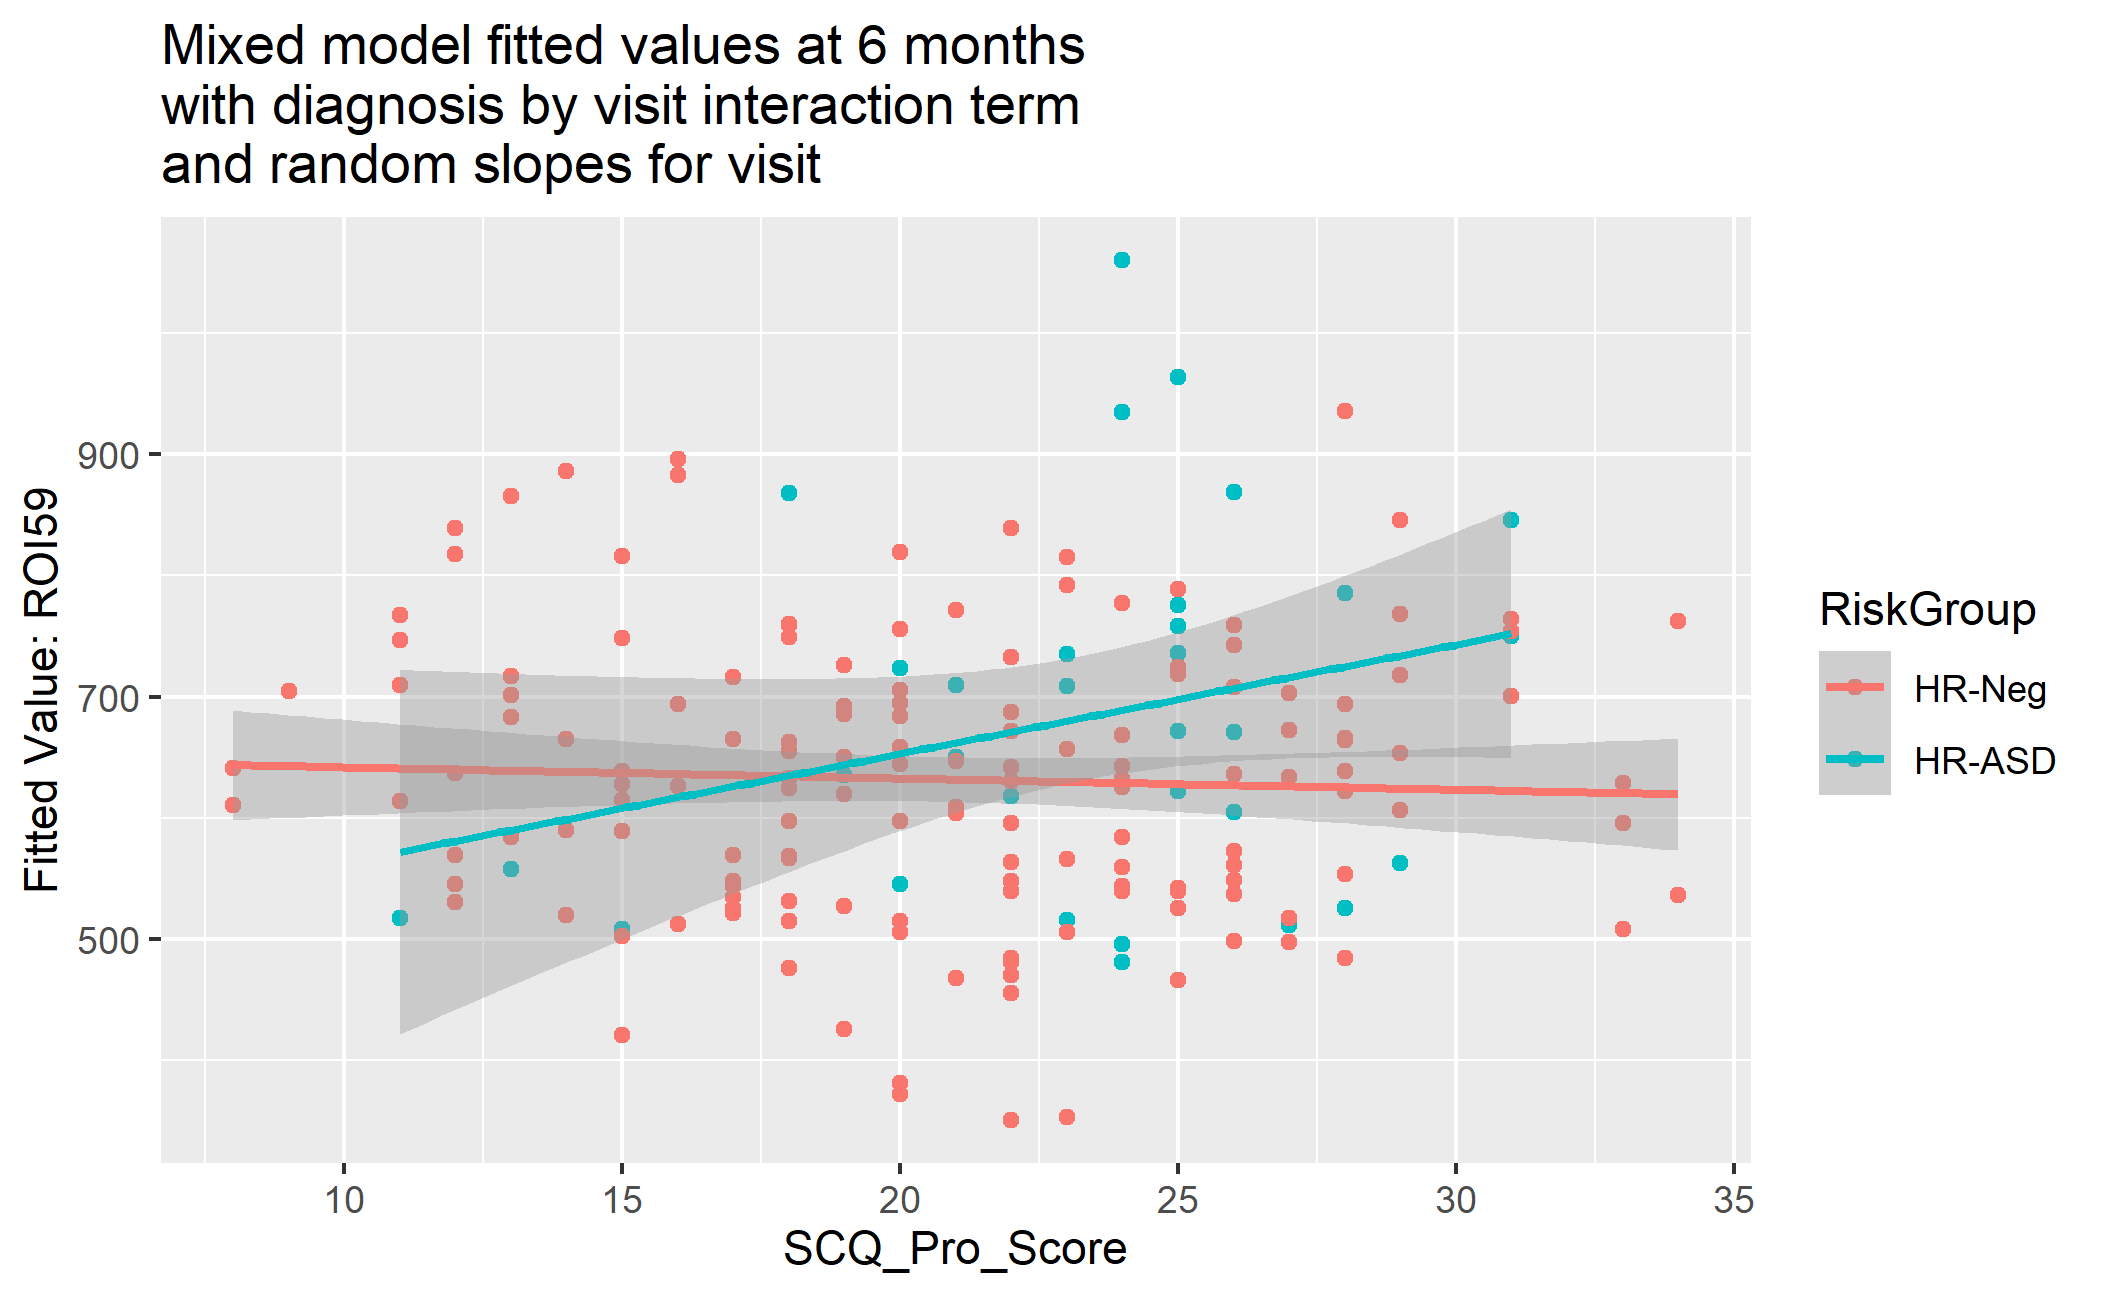 Mixed model fitted values at 6 months
with diagnosis by visit interaction term
and random slopes for visit
Fitted Value: ROI59
900
700
500
10 15 20 25 30 35
SCQ_Pro_Score
RiskGroup
HR-Neg
HR-ASD